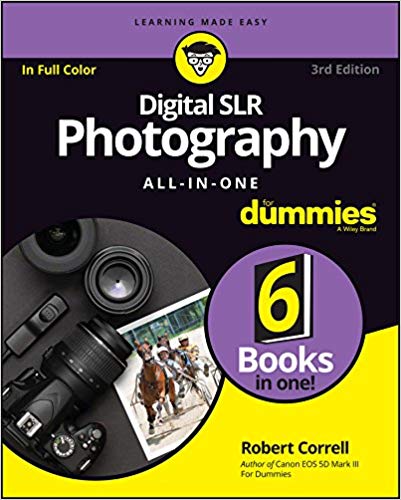 LEARNING MADE EASY
In Full Color
3rd Edition
Digital SLR
Photography
ALL-IN-ONE
for
dummies
A Wiley Brand
6
Books
in one!
Robert Correll
Author of Canon EOS 5D Mark III
For Dummies